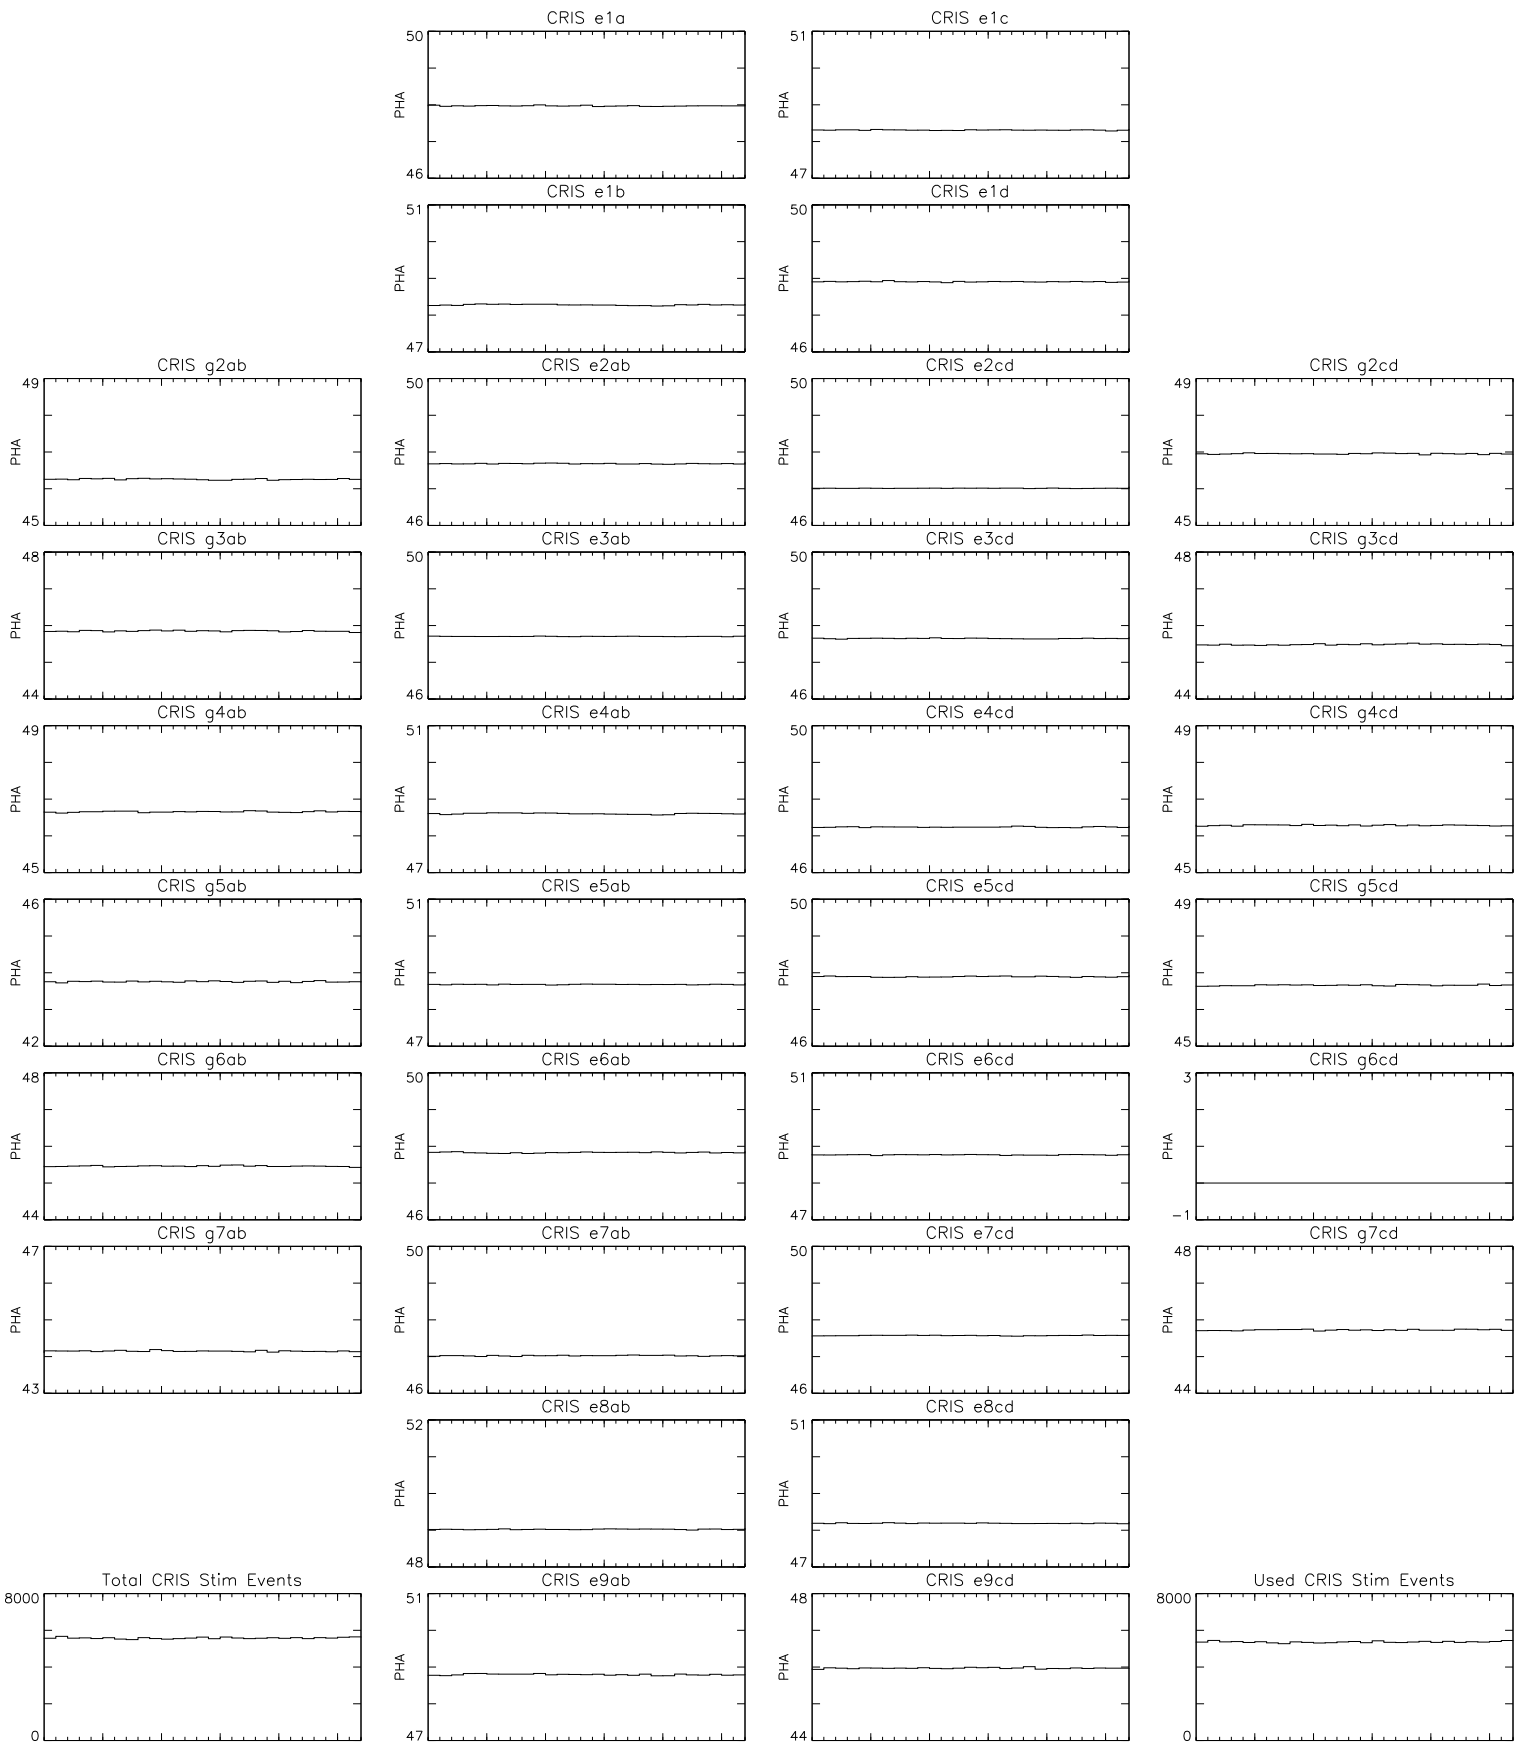 CRIS e1a
50
PHA
46
CRIS e1c
51
PHA
47
CRIS e1b
51
PHA
47
CRIS e1d
50
PHA
46
CRIS g2ab
49
PHA
45
CRIS e2ab
50
PHA
46
CRIS e2cd
50
PHA
46
CRIS g2cd
49
PHA
45
CRIS g3ab
48
PHA
44
CRIS e3ab
50
PHA
46
CRIS e3cd
50
PHA
46
CRIS g3cd
48
PHA
44
CRIS g4ab
49
PHA
45
CRIS e4ab
51
PHA
47
CRIS e4cd
50
PHA
46
CRIS g4cd
49
PHA
45
CRIS g5ab
46
PHA
42
CRIS e5ab
51
PHA
47
CRIS e5cd
50
PHA
46
CRIS g5cd
49
PHA
45
CRIS g6ab
48
PHA
44
CRIS e6ab
50
PHA
46
CRIS e6cd
51
PHA
47
CRIS g6cd
3
PHA
-1
CRIS g7ab
47
PHA
43
CRIS e7ab
50
PHA
46
CRIS e7cd
50
PHA
46
CRIS g7cd
48
PHA
44
CRIS e8ab
52
PHA
48
CRIS e8cd
51
PHA
47
Total CRIS Stim Events
8000
0
CRIS e9ab
51
PHA
47
CRIS e9cd
48
PHA
44
Used CRIS Stim Events
8000
0